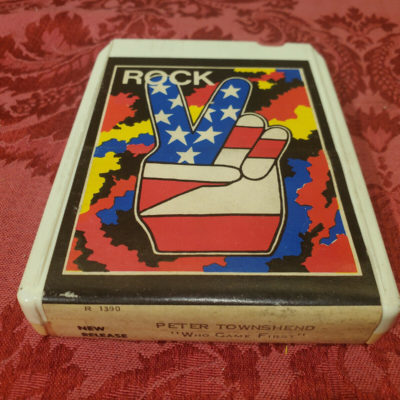 ROCK
R 1390
NEW
RELEASE
PETER TOWNSHEND
"WHO CAME FIRST"